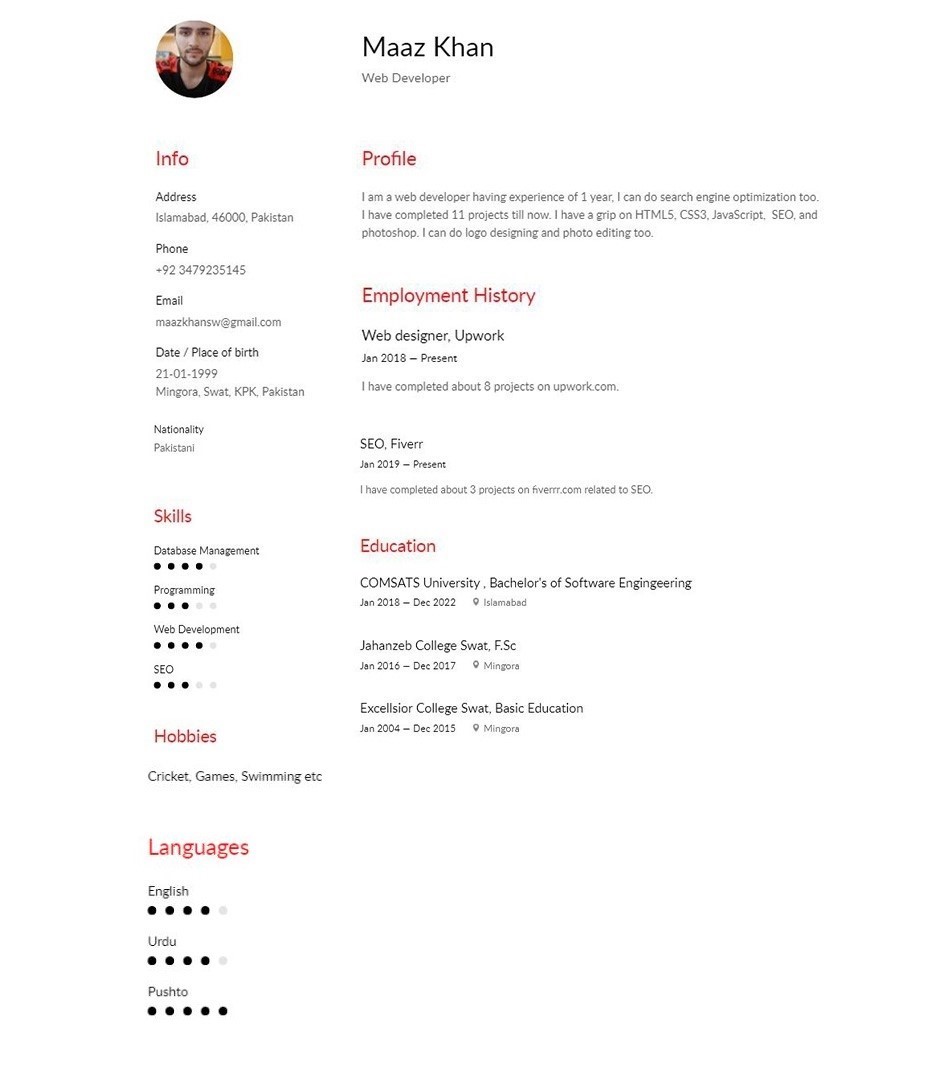 Maaz Khan
Web Developer
Info
Address
Islamabad, 46000, Pakistan
Phone
+92 3479235145
Email
maazkhansw@gmail.com
Date / Place of birth
21-01-1999
Mingora, Swat, KPK, Pakistan
Nationality
Pakistani
Skills
Database Management
Programming
Web Development
SEO
Hobbies
Cricket, Games, Swimming etc
Languages
English
Urdu
Pushto
Profile
I am a web developer having experience of 1 year, I can do search engine optimization too.
I have completed 11 projects till now. I have a grip on HTML5, CSS3, JavaScript,  SEO, and
photoshop. I can do logo designing and photo editing too.
Employment History
Web designer, Upwork
Jan 2018 — Present
I have completed about 8 projects on upwork.com.
SEO, Fiverr
Jan 2019 — Present
I have completed about 3 projects on fiverrr.com related to SEO.
Education
COMSATS University , Bachelor's of Software Engingeering
Jan 2018 — Dec 2022 Islamabad
Jahanzeb College Swat, F.Sc
Jan 2016 — Dec 2017 Mingora
Excellsior College Swat, Basic Education
Jan 2004 — Dec 2015 Mingora